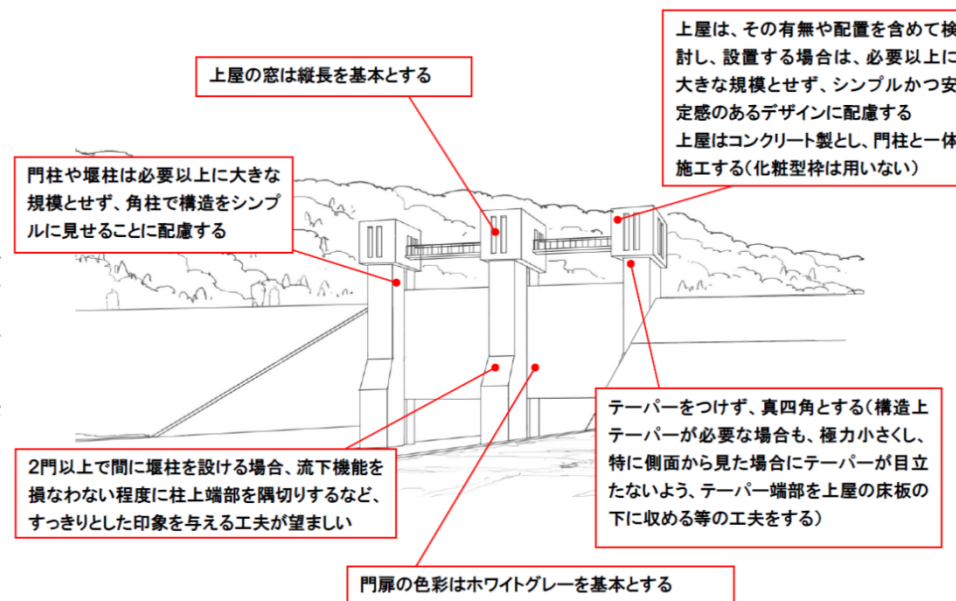 上屋の窓は縦長を基本とする
上屋は、その有無や配置を含めて検
討し、設置する場合は、必要以上に
大きな規模とせず、シンプルかつ安
定感のあるデザインに配慮する
上屋はコンクリート製とし、門柱と一体
施工する(化粧型枠は用いない)
門柱や堰柱は必要以上に大きな
規模とせず、角柱で構造をシンプ
ルに見せることに配慮する
テーパーをつけず、真四角とする(構造上
テーパーが必要な場合も、極力小さくし、
特に側面から見た場合にテーパーが目立
たないよう、テーパー端部を上屋の床板の
下に収める等の工夫をする)
2門以上で間に堰柱を設ける場合、流下機能を
損なわない程度に柱上端部を隅切りするなど、
すっきりとした印象を与える工夫が望ましい
門扉の色彩はホワイトグレーを基本とする